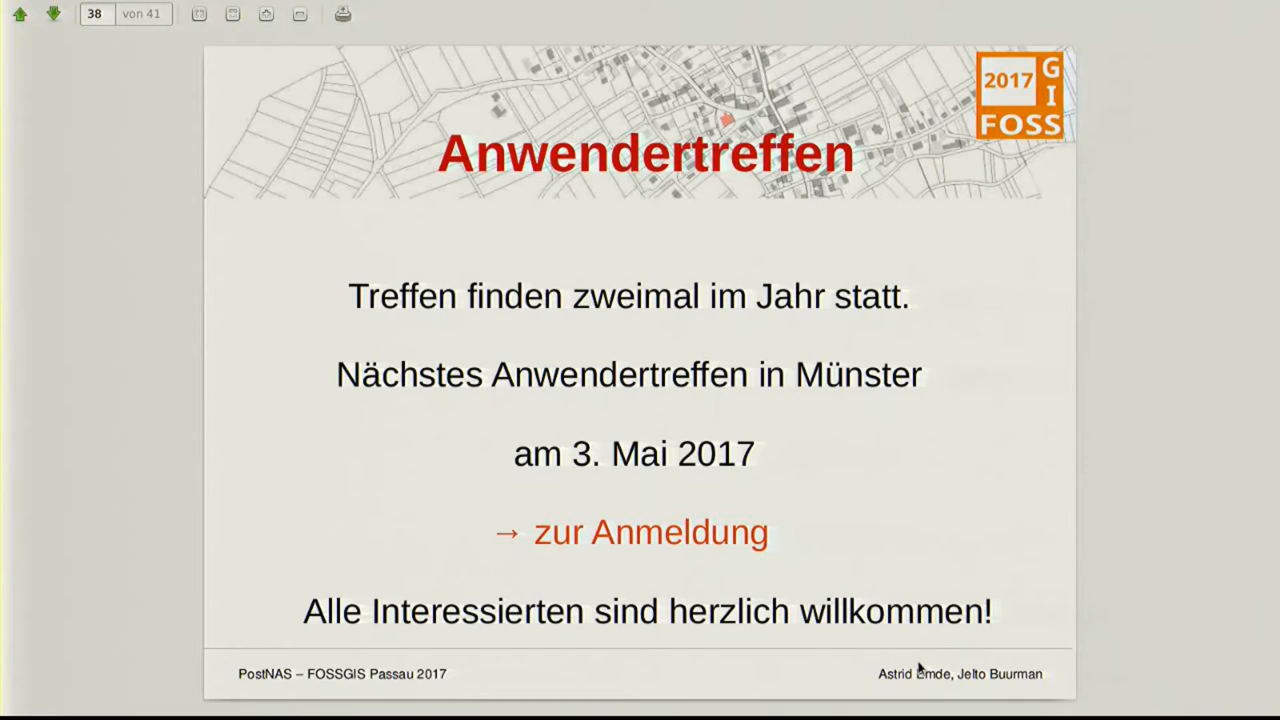 38 von 41
2017 G
I
FOSS
Anwendertreffen
Treffen finden zweimal im Jahr statt.
Nächstes Anwendertreffen in Münster
am 3. Mai 2017
→ zur Anmeldung
Alle Interessierten sind herzlich willkommen!
PostNAS – FOSSGIS Passau 2017
Astrid Emde, Jelto Buurman